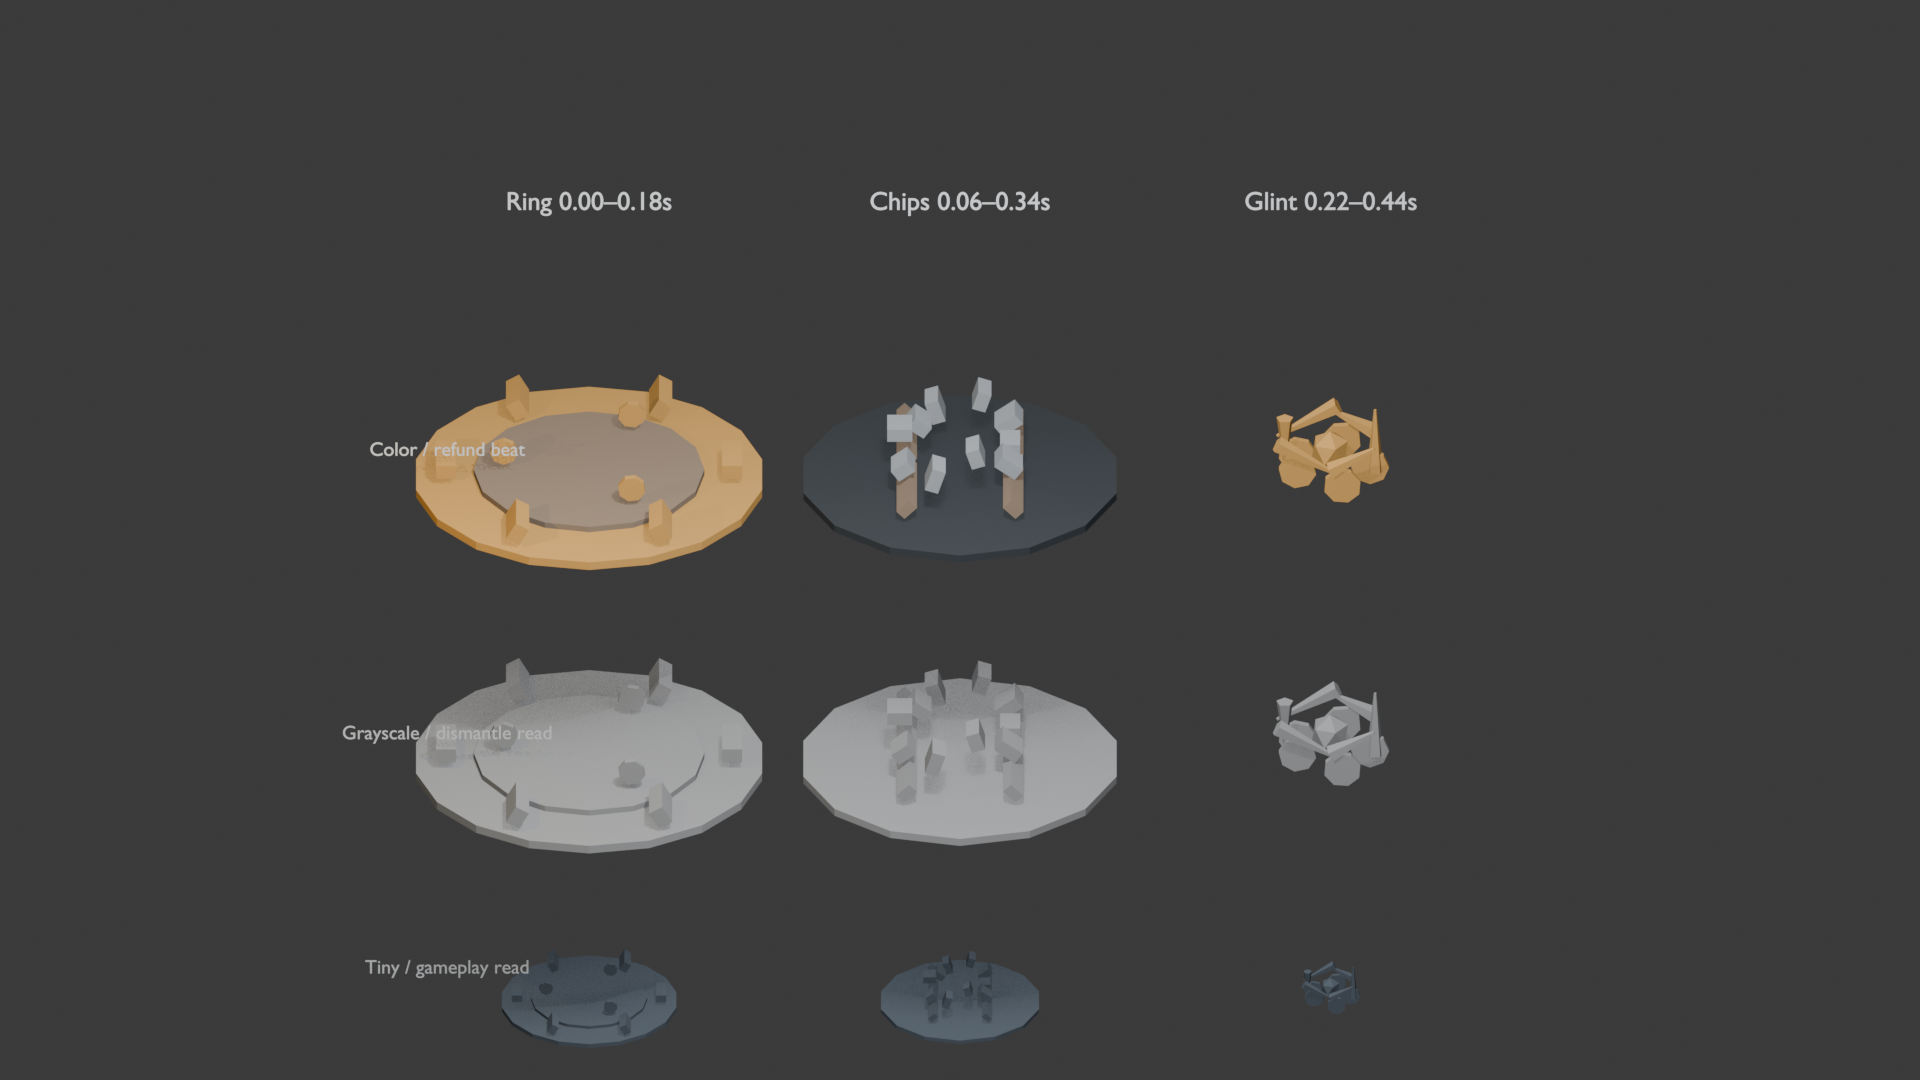 Ring 0.00–0.18s
Chips 0.06–0.34s
Glint 0.22–0.44s
Color / refund beat
Grayscale / dismantle read
Tiny / gameplay read